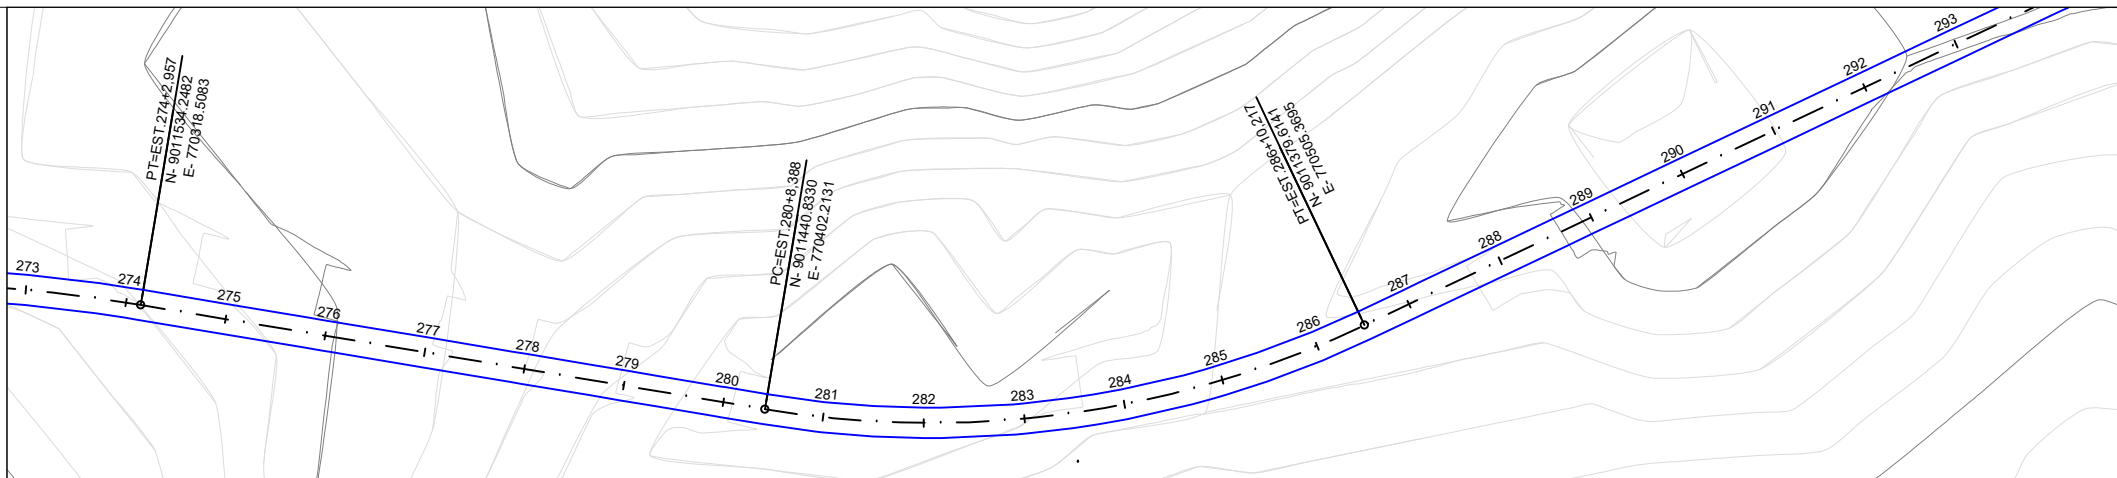 PT=EST.274+2,957
N- 9011534.2482
E- 770318.5083
PC=EST.280+8,388
N- 9011440.8330
E- 770402.2131
PT=EST.286+10,217
N- 9011379.6141
E- 770505.3695
273
274
275
276
277
278
279
280
281
282
283
284
285
286
287
288
289
290
291
292
293